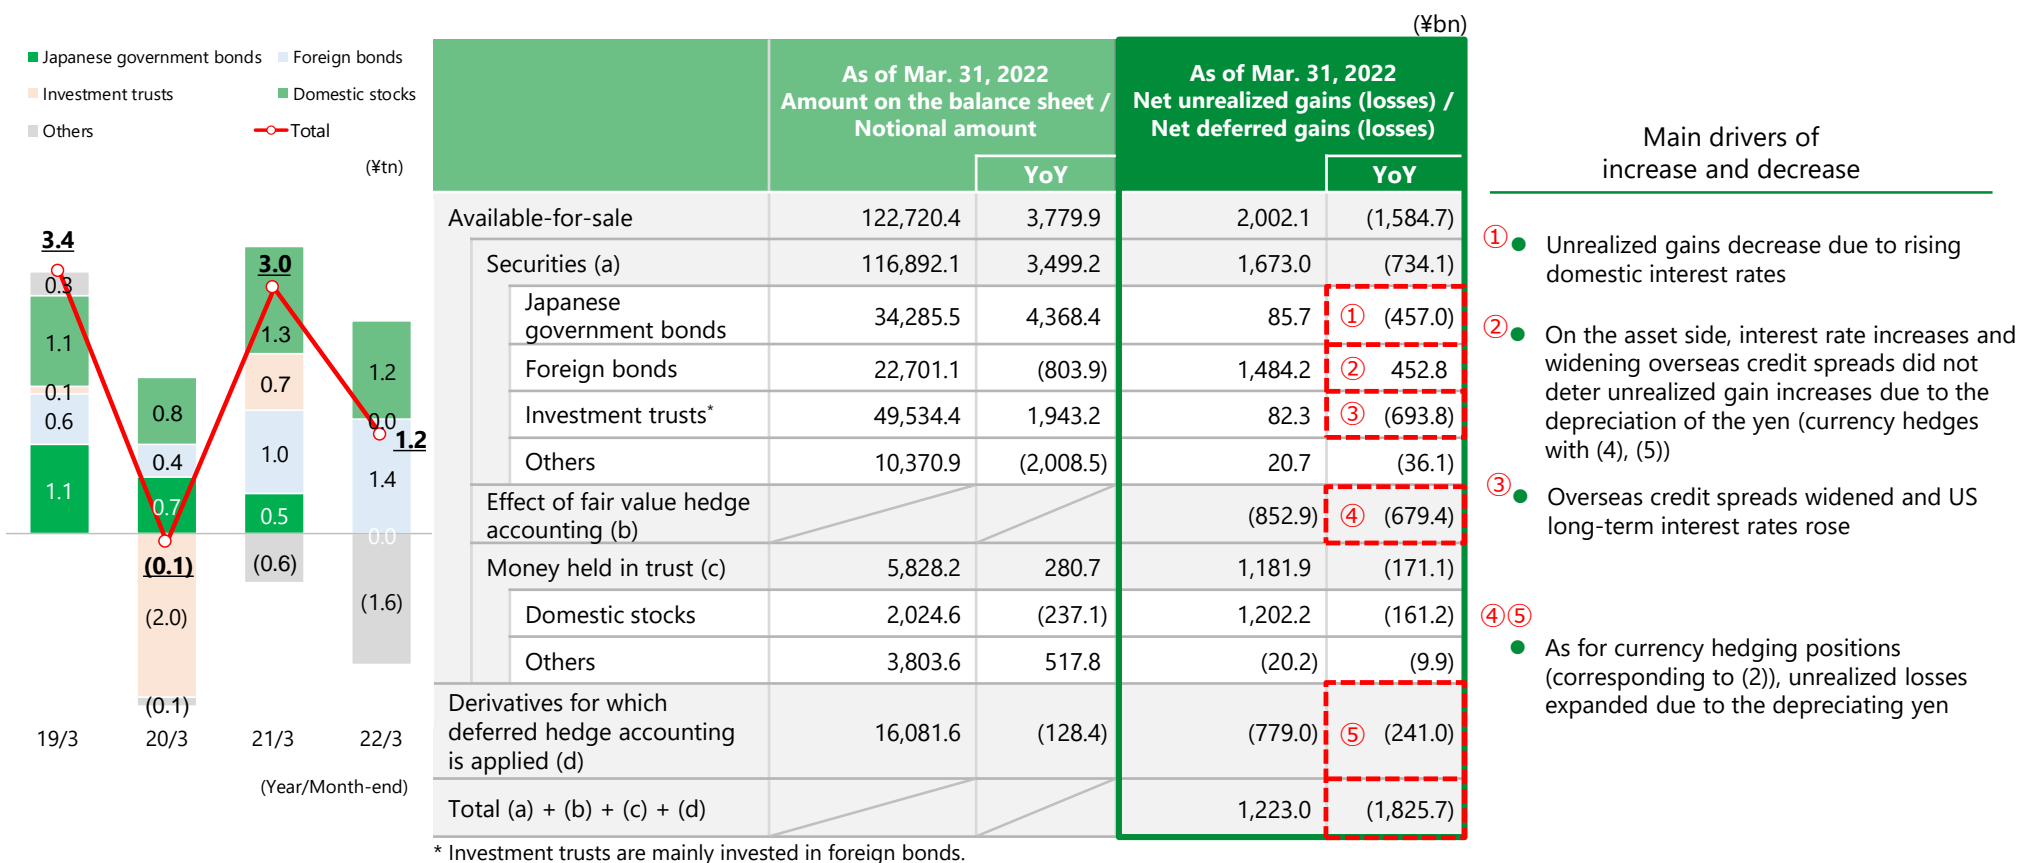 Japanese government bonds
Foreign bonds
Investment trusts
Domestic stocks
Others
Total
(¥tn)
3.4
0.3
1.1
0.1
0.6
1.1
0.8
0.4
0.7
(0.1)
(2.0)
(0.1)
3.0
1.3
0.7
1.0
0.5
(0.6)
1.2
0.0
1.2
1.4
0.0
(1.6)
19/3
20/3
21/3
22/3
(Year/Month-end)
(¥bn)
As of Mar. 31, 2022
Amount on the balance sheet /
Notional amount
As of Mar. 31, 2022
Net unrealized gains (losses) /
Net deferred gains (losses)
YoY
YoY
Available-for-sale 122,720.4 3,779.9 2,002.1 (1,584.7)
Securities (a) 116,892.1 3,499.2 1,673.0 (734.1)
Japanese
government bonds 34,285.5 4,368.4 85.7 ① (457.0)
Foreign bonds 22,701.1 (803.9) 1,484.2 ② 452.8
Investment trusts* 49,534.4 1,943.2 82.3 ③ (693.8)
Others 10,370.9 (2,008.5) 20.7 (36.1)
Effect of fair value hedge
accounting (b) (852.9) ④ (679.4)
Money held in trust (c) 5,828.2 280.7 1,181.9 (171.1)
Domestic stocks 2,024.6 (237.1) 1,202.2 (161.2)
Others 3,803.6 517.8 (20.2) (9.9)
Derivatives for which
deferred hedge accounting
is applied (d) 16,081.6 (128.4) (779.0) ⑤ (241.0)
Total (a) + (b) + (c) + (d) 1,223.0 (1,825.7)
* Investment trusts are mainly invested in foreign bonds.
Main drivers of
increase and decrease
① Unrealized gains decrease due to rising
domestic interest rates
② On the asset side, interest rate increases and
widening overseas credit spreads did not
deter unrealized gain increases due to the
depreciation of the yen (currency hedges
with (4), (5))
③ Overseas credit spreads widened and US
long-term interest rates rose
④⑤
As for currency hedging positions
(corresponding to (2)), unrealized losses
expanded due to the depreciating yen